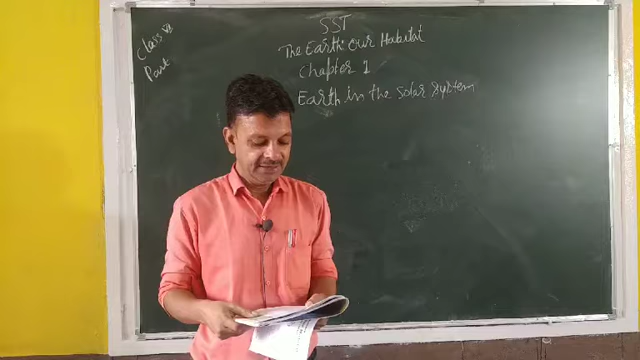 Class VI
Part
SST
The Earth our Habitat
Chapter 1
Earth in the Solar System